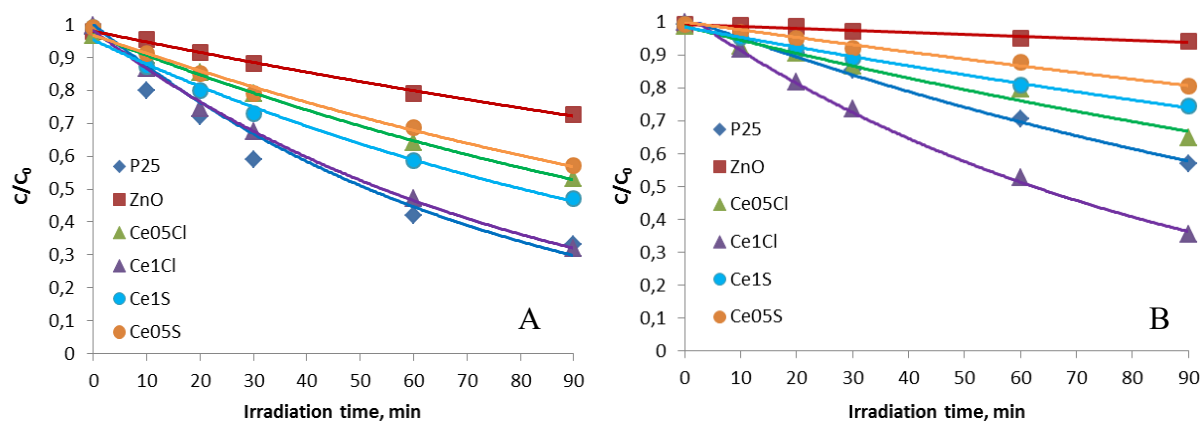 C/C0
1
0,9
0,8
0,7
0,6
0,5
0,4
0,3
0,2
0,1
0
P25
ZnO
Ce05Cl
Ce1Cl
Ce1S
Ce05S
A
0 10 20 30 40 50 60 70 80 90
Irradiation time, min
C/C0
1
0,9
0,8
0,7
0,6
0,5
0,4
0,3
0,2
0,1
0
P25
ZnO
Ce05Cl
Ce1Cl
Ce1S
Ce05S
B
0 10 20 30 40 50 60 70 80 90
Irradiation time, min